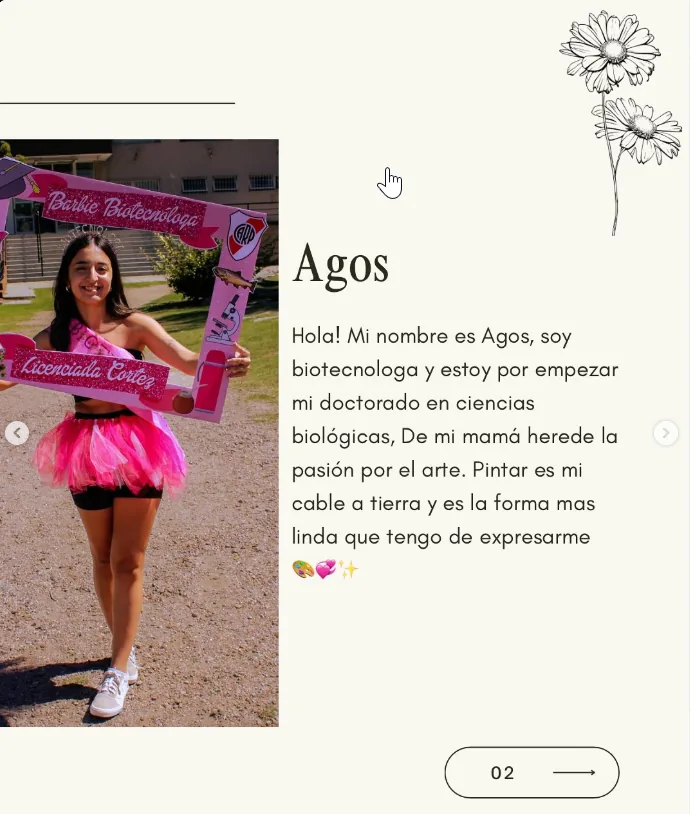 Barbie Biotecnóloga
CARP
Licenciada Cortez
Agos
Hola! Mi nombre es Agos, soy
biotecnologa y estoy por empezar
mi doctorado en ciencias
biológicas, De mi mamá herede la
pasión por el arte. Pintar es mi
cable a tierra y es la forma mas
linda que tengo de expresarme
🎨💞✨
02